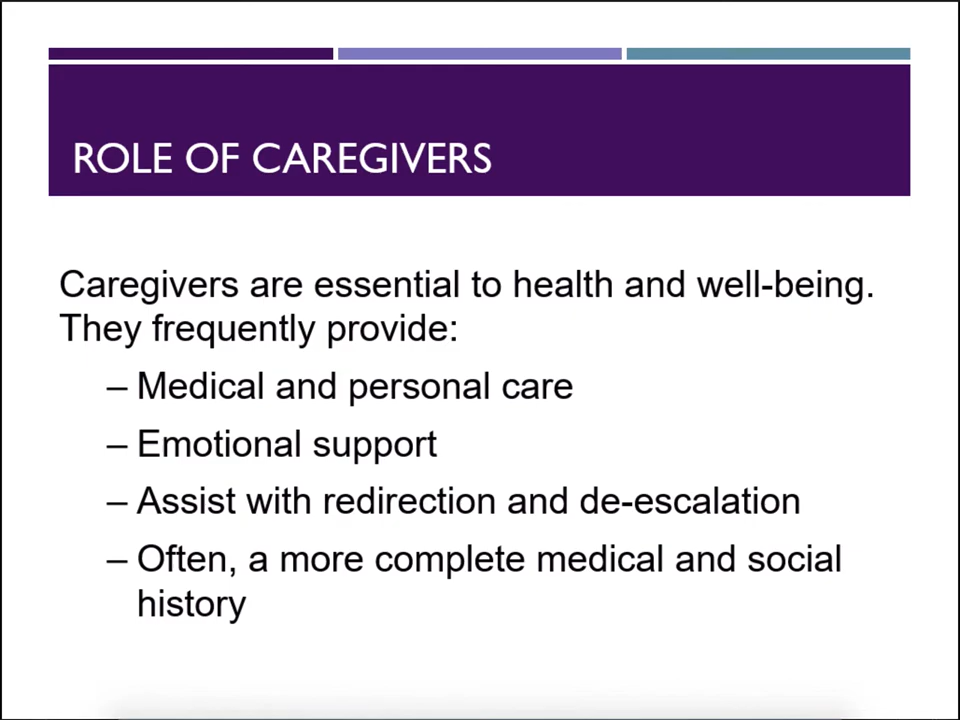 ROLE OF CAREGIVERS
Caregivers are essential to health and well-being.
They frequently provide:
– Medical and personal care
– Emotional support
– Assist with redirection and de-escalation
– Often, a more complete medical and social
history